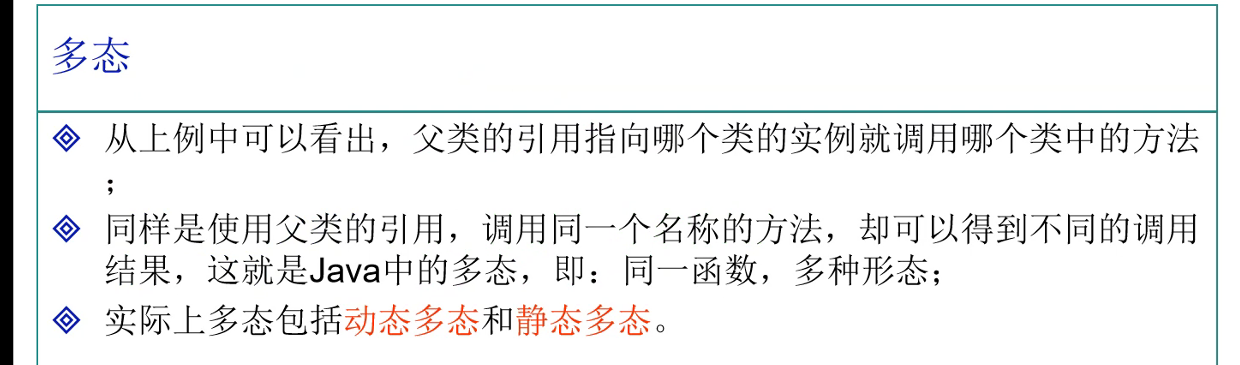 多态
从上例中可以看出，父类的引用指向哪个类的实例就调用哪个类中的方法
；
同样是使用父类的引用，调用同一个名称的方法，却可以得到不同的调用
结果，这就是Java中的多态，即：同一函数，多种形态；
实际上多态包括动态多态和静态多态。